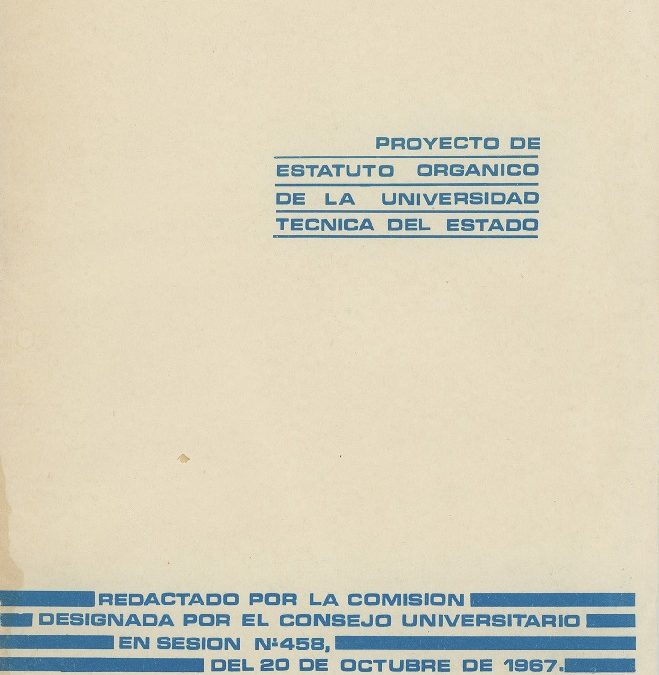 PROYECTO DE
ESTATUTO ORGANICO
DE LA UNIVERSIDAD
TECNICA DEL ESTADO
REDACTADO POR LA COMISION
DESIGNADA POR EL CONSEJO UNIVERSITARIO
EN SESION Nº458,
DEL 20 DE OCTUBRE DE 1967.